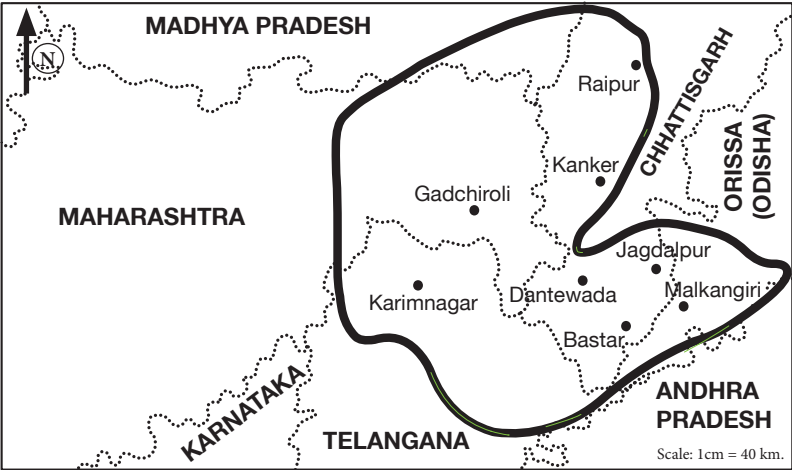 MADHYA PRADESH
N
Raipur
CHHATTISGARH
ORISSA
(ODISHA)
Kanker
Gadchiroli
MAHARASHTRA
Jagdalpur
Karimnagar
Dantewada
Malkangiri
Bastar
KARNATAKA
ANDHRA
PRADESH
TELANGANA
Scale: 1cm = 40 km.